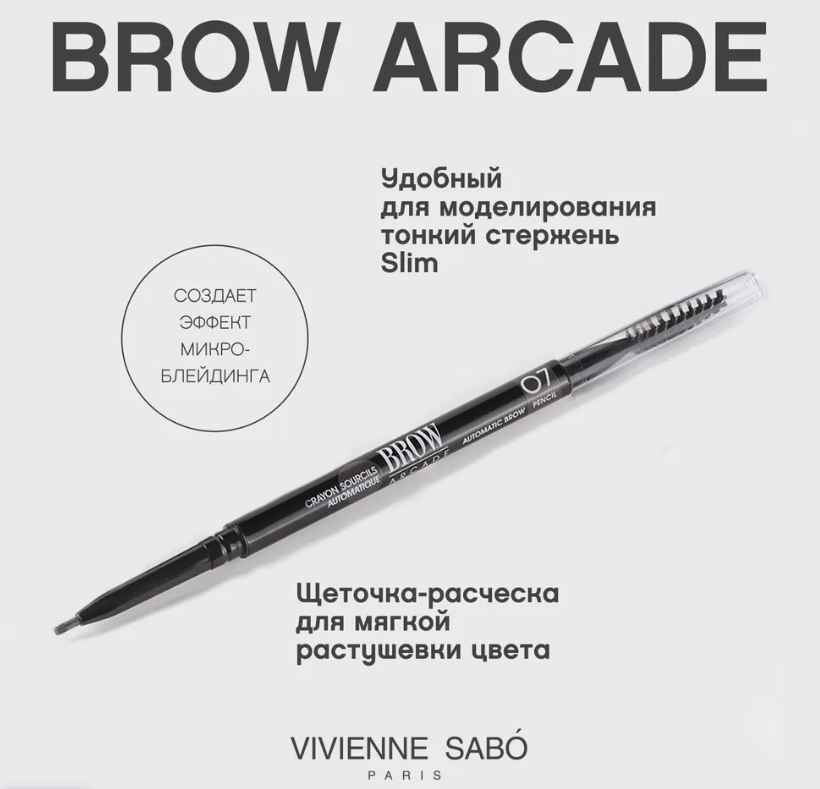 BROW ARCADE
Удобный
для моделирования
тонкий стержень
Slim
СОЗДАЕТ
ЭФФЕКТ
МИКРО-
БЛЕЙДИНГА
CRAYON SOURCILS
AUTOMATIQUE
BROW
ARCADE
AUTOMATIC BROW
PENCIL
07
Щеточка-расческа
для мягкой
растушевки цвета
VIVIENNE SABÓ
PARIS